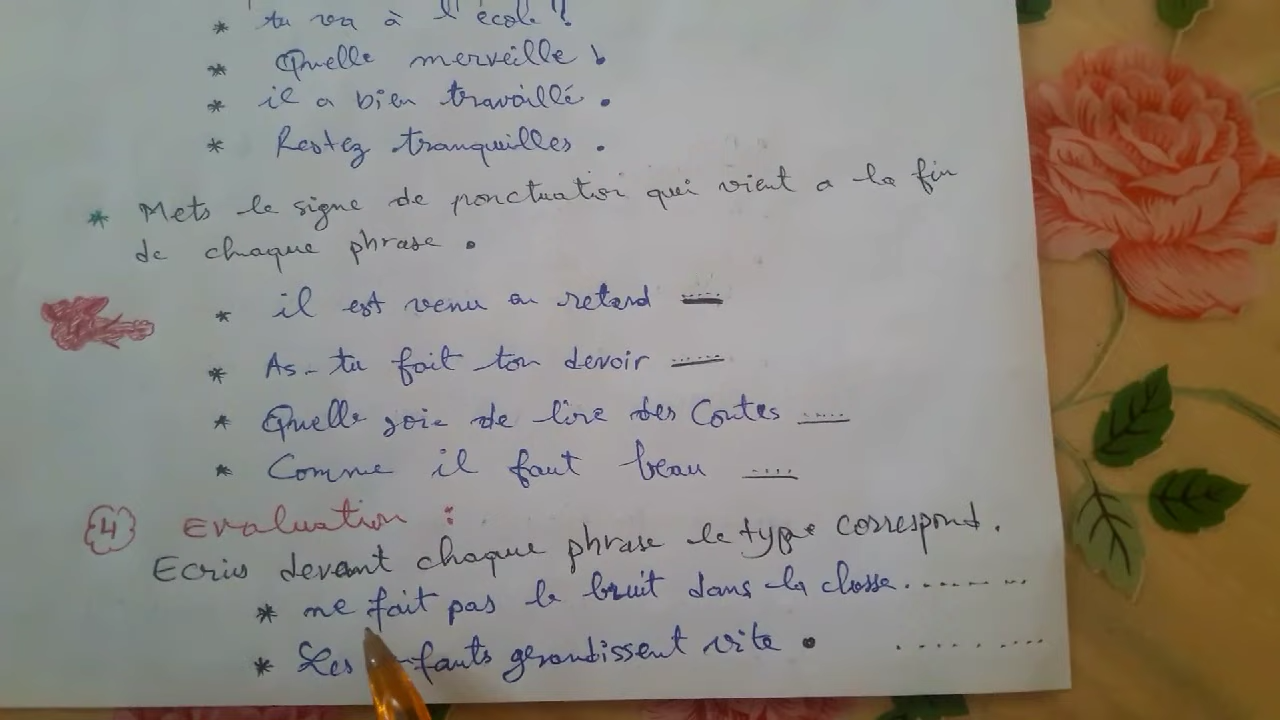 * tu va à l'école ?
* Quelle merveille !
* il a bien travaillé.
* Restez tranquilles.
* Mets le signe de ponctuation qui vient a la fin
de chaque phrase.
* il est venu en retard .....
* As-tu fait ton devoir ......
* Quelle joie de lire des Contes .....
* Comme il faut beau ....
4 Evaluation :
Ecris devant chaque phrase le type correspond.
* ne fait pas le bruit dans la classe. .......
* Les enfants gerandissent vite. ..........